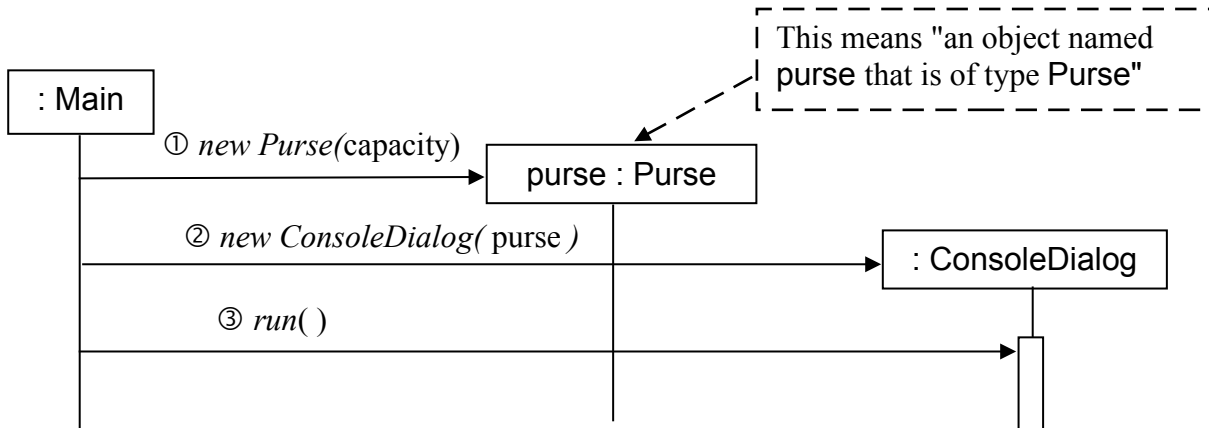 This means "an object named
purse that is of type Purse"
: Main
① new Purse(capacity)
purse : Purse
② new ConsoleDialog( purse )
: ConsoleDialog
③ run( )